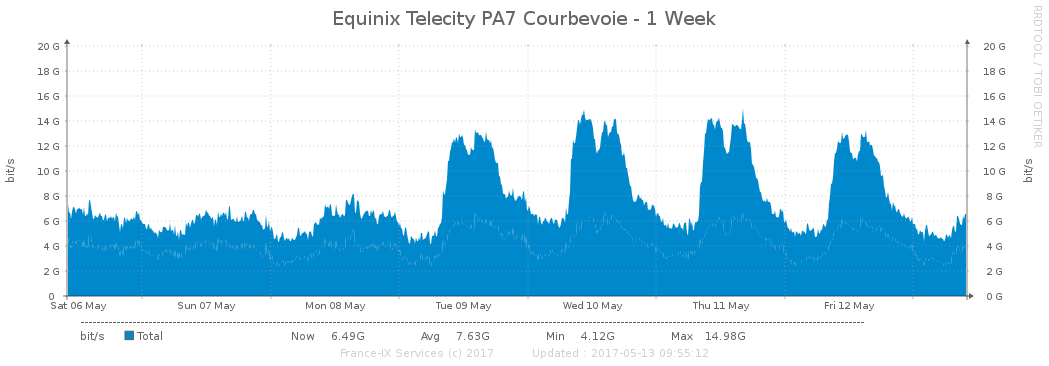 Equinix Telecity PA7 Courbevoie - 1 Week
RRDTOOL / TOBI OETIKER
bit/s
20 G
18 G
16 G
14 G
12 G
10 G
8 G
6 G
4 G
2 G
0
20 G
18 G
16 G
14 G
12 G
10 G
8 G
6 G
4 G
2 G
0 G
bit/s
Sat 06 May Sun 07 May Mon 08 May Tue 09 May Wed 10 May Thu 11 May Fri 12 May
bit/s Total Now 6.49G Avg 7.63G Min 4.12G Max 14.98G
France-IX Services (c) 2017 Updated : 2017-05-13 09:55:12